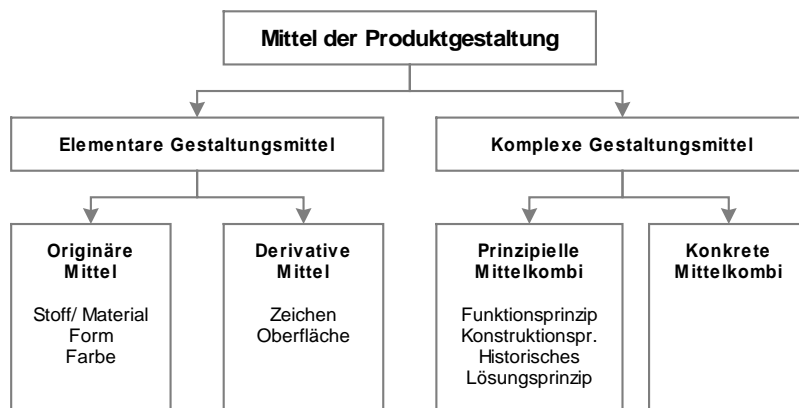 Mittel der Produktgestaltung
Elementare Gestaltungsmittel
Komplexe Gestaltungsmittel
Originäre
Mittel
Stoff/ Material
Form
Farbe
Derivative
Mittel
Zeichen
Oberfläche
Prinzipielle
Mittelkombi
Funktionsprinzip
Konstruktionspr.
Historisches
Lösungsprinzip
Konkrete
Mittelkombi